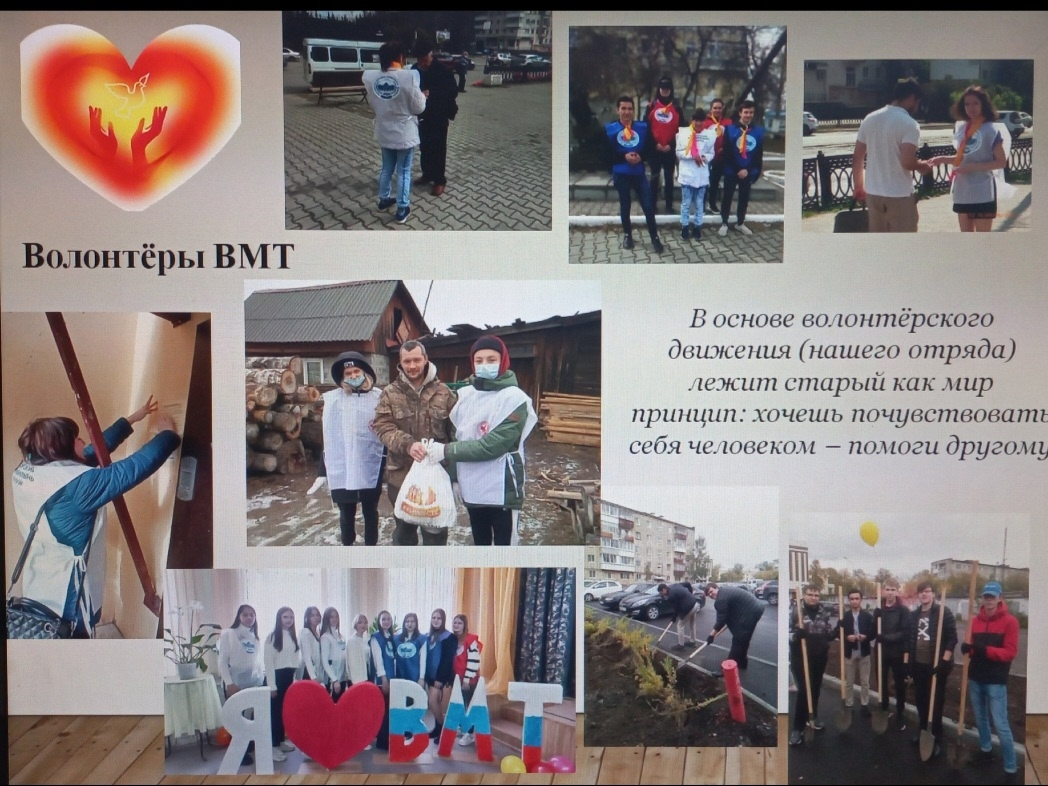 Волонтёры ВМТ
В основе волонтёрского
движения (нашего отряда)
лежит старый как мир
принцип: хочешь почувствовать
себя человеком – помоги другому
Я ВМТ